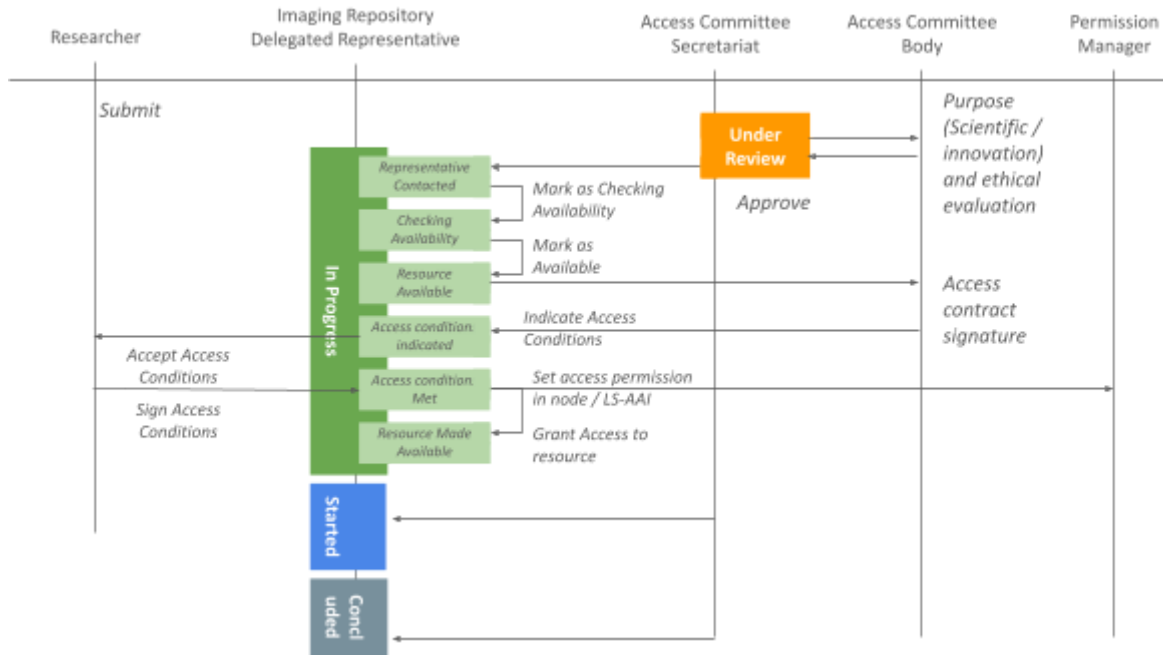 Researcher
Imaging Repository
Delegated Representative
Access Committee
Secretariat
Access Committee
Body
Permission
Manager
Submit
Under
Review
Purpose
(Scientific /
innovation)
and ethical
evaluation
Representative
Contacted
Mark as Checking
Availability
Approve
Checking
Availability
Mark as
Available
In Progress
Resource
Available
Access
contract
signature
Indicate Access
Conditions
Access condition.
indicated
Accept Access
Conditions
Access condition.
Met
Set access permission
in node / LS-AAI
Sign Access
Conditions
Resource Made
Available
Grant Access to
resource
Started
Concl
uded